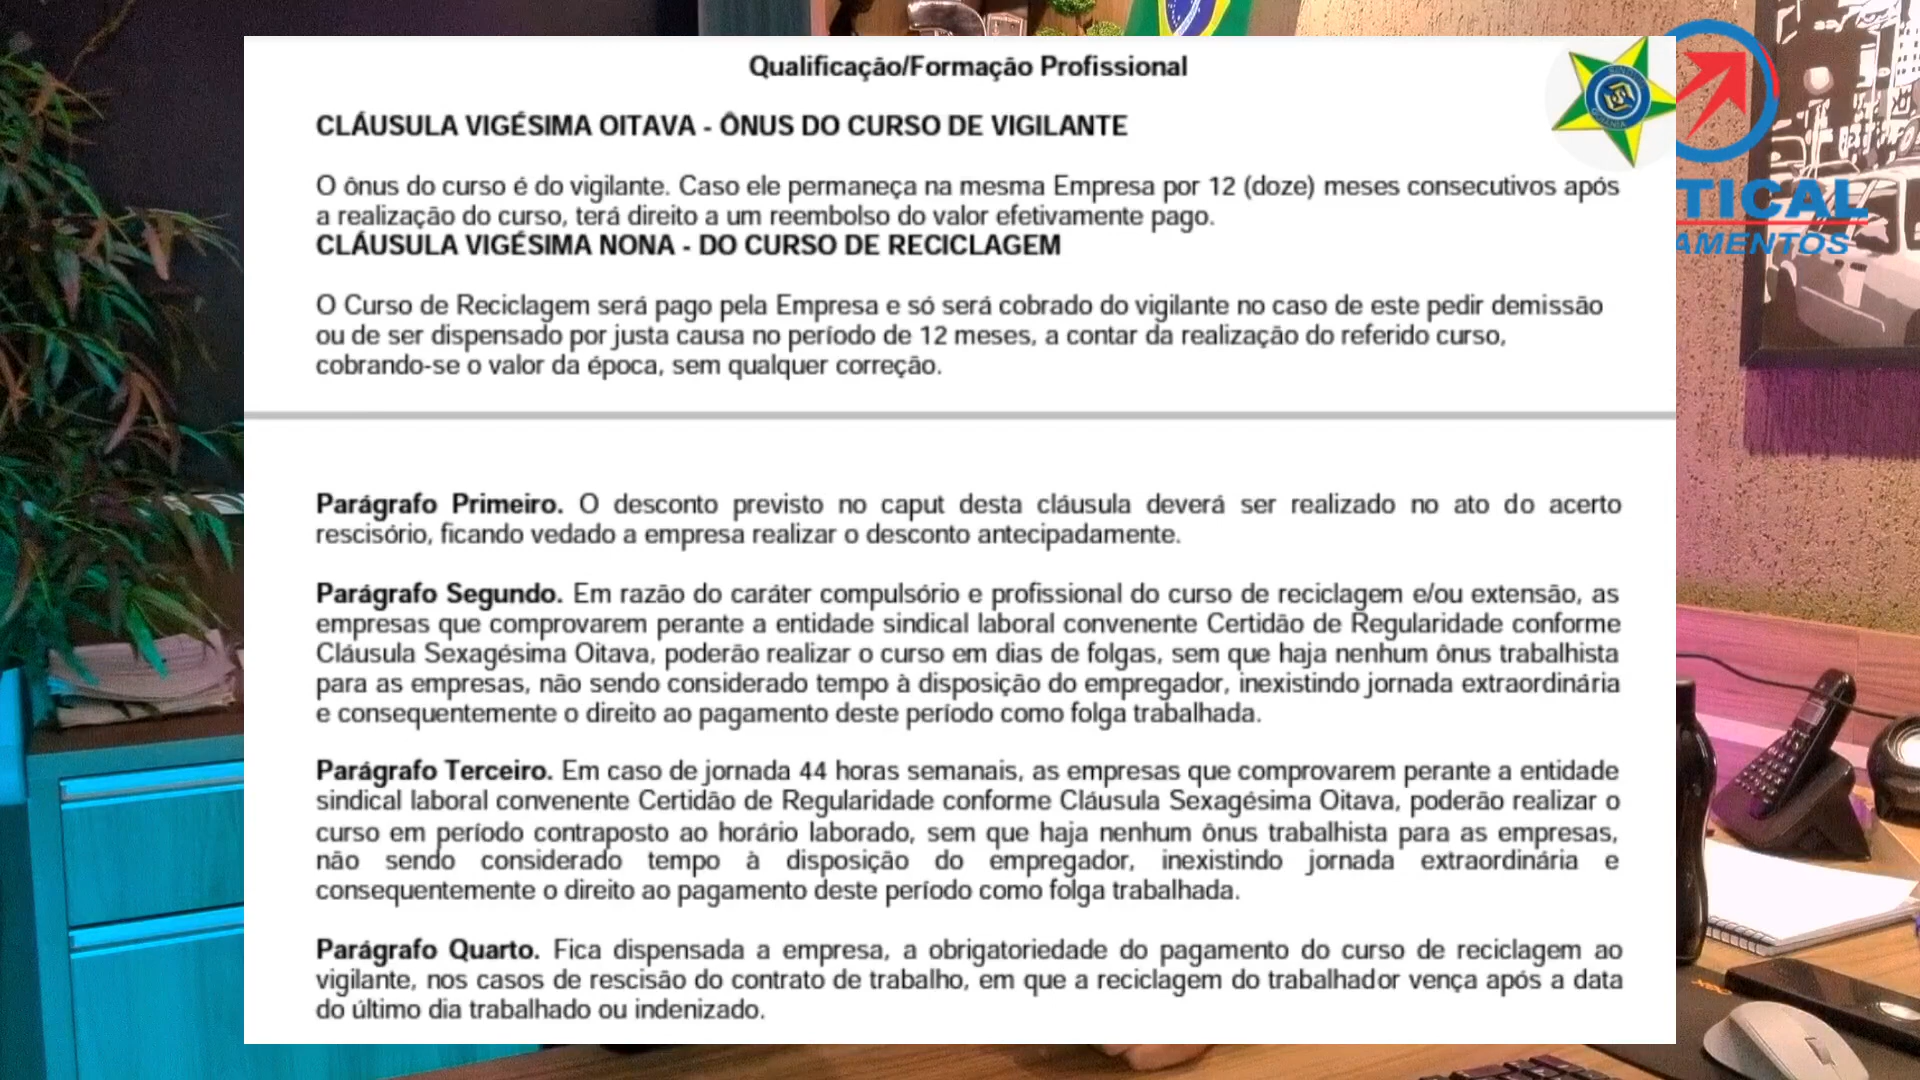 Qualificação/Formação Profissional
CLÁUSULA VIGÉSIMA OITAVA - ÔNUS DO CURSO DE VIGILANTE
O ônus do curso é do vigilante. Caso ele permaneça na mesma Empresa por 12 (doze) meses consecutivos após
a realização do curso, terá direito a um reembolso do valor efetivamente pago.
CLÁUSULA VIGÉSIMA NONA - DO CURSO DE RECICLAGEM
O Curso de Reciclagem será pago pela Empresa e só será cobrado do vigilante no caso de este pedir demissão
ou de ser dispensado por justa causa no período de 12 meses, a contar da realização do referido curso,
cobrando-se o valor da época, sem qualquer correção.
Parágrafo Primeiro. O desconto previsto no caput desta cláusula deverá ser realizado no ato do acerto
rescisório, ficando vedado a empresa realizar o desconto antecipadamente.
Parágrafo Segundo. Em razão do caráter compulsório e profissional do curso de reciclagem e/ou extensão, as
empresas que comprovarem perante a entidade sindical laboral convenente Certidão de Regularidade conforme
Cláusula Sexagésima Oitava, poderão realizar o curso em dias de folgas, sem que haja nenhum ônus trabalhista
para as empresas, não sendo considerado tempo à disposição do empregador, inexistindo jornada extraordinária
e consequentemente o direito ao pagamento deste período como folga trabalhada.
Parágrafo Terceiro. Em caso de jornada 44 horas semanais, as empresas que comprovarem perante a entidade
sindical laboral convenente Certidão de Regularidade conforme Cláusula Sexagésima Oitava, poderão realizar o
curso em período contraposto ao horário laborado, sem que haja nenhum ônus trabalhista para as empresas,
não sendo considerado tempo à disposição do empregador, inexistindo jornada extraordinária e
consequentemente o direito ao pagamento deste período como folga trabalhada.
Parágrafo Quarto. Fica dispensada a empresa, a obrigatoriedade do pagamento do curso de reciclagem ao
vigilante, nos casos de rescisão do contrato de trabalho, em que a reciclagem do trabalhador vença após a data
do último dia trabalhado ou indenizado.
TICAL
AMENTOS